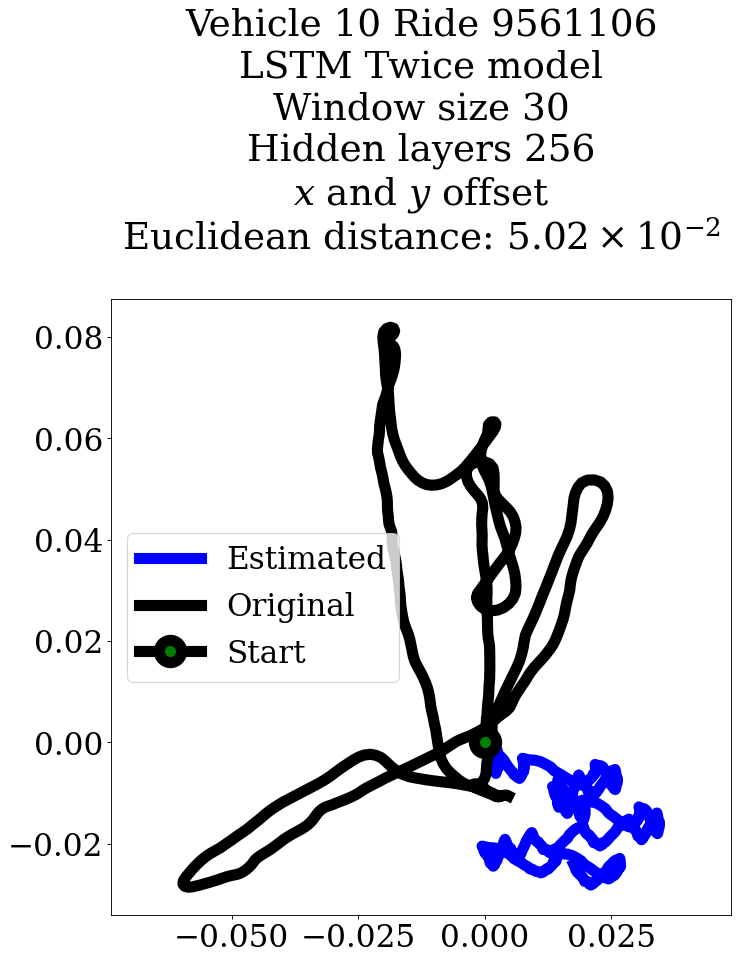 Vehicle 10 Ride 9561106
LSTM Twice model
Window size 30
Hidden layers 256
x and y offset
Euclidean distance: 5.02 × 10⁻²
0.08
0.06
0.04
0.02
0.00
−0.02
Estimated
Original
Start
−0.050 −0.025 0.000 0.025